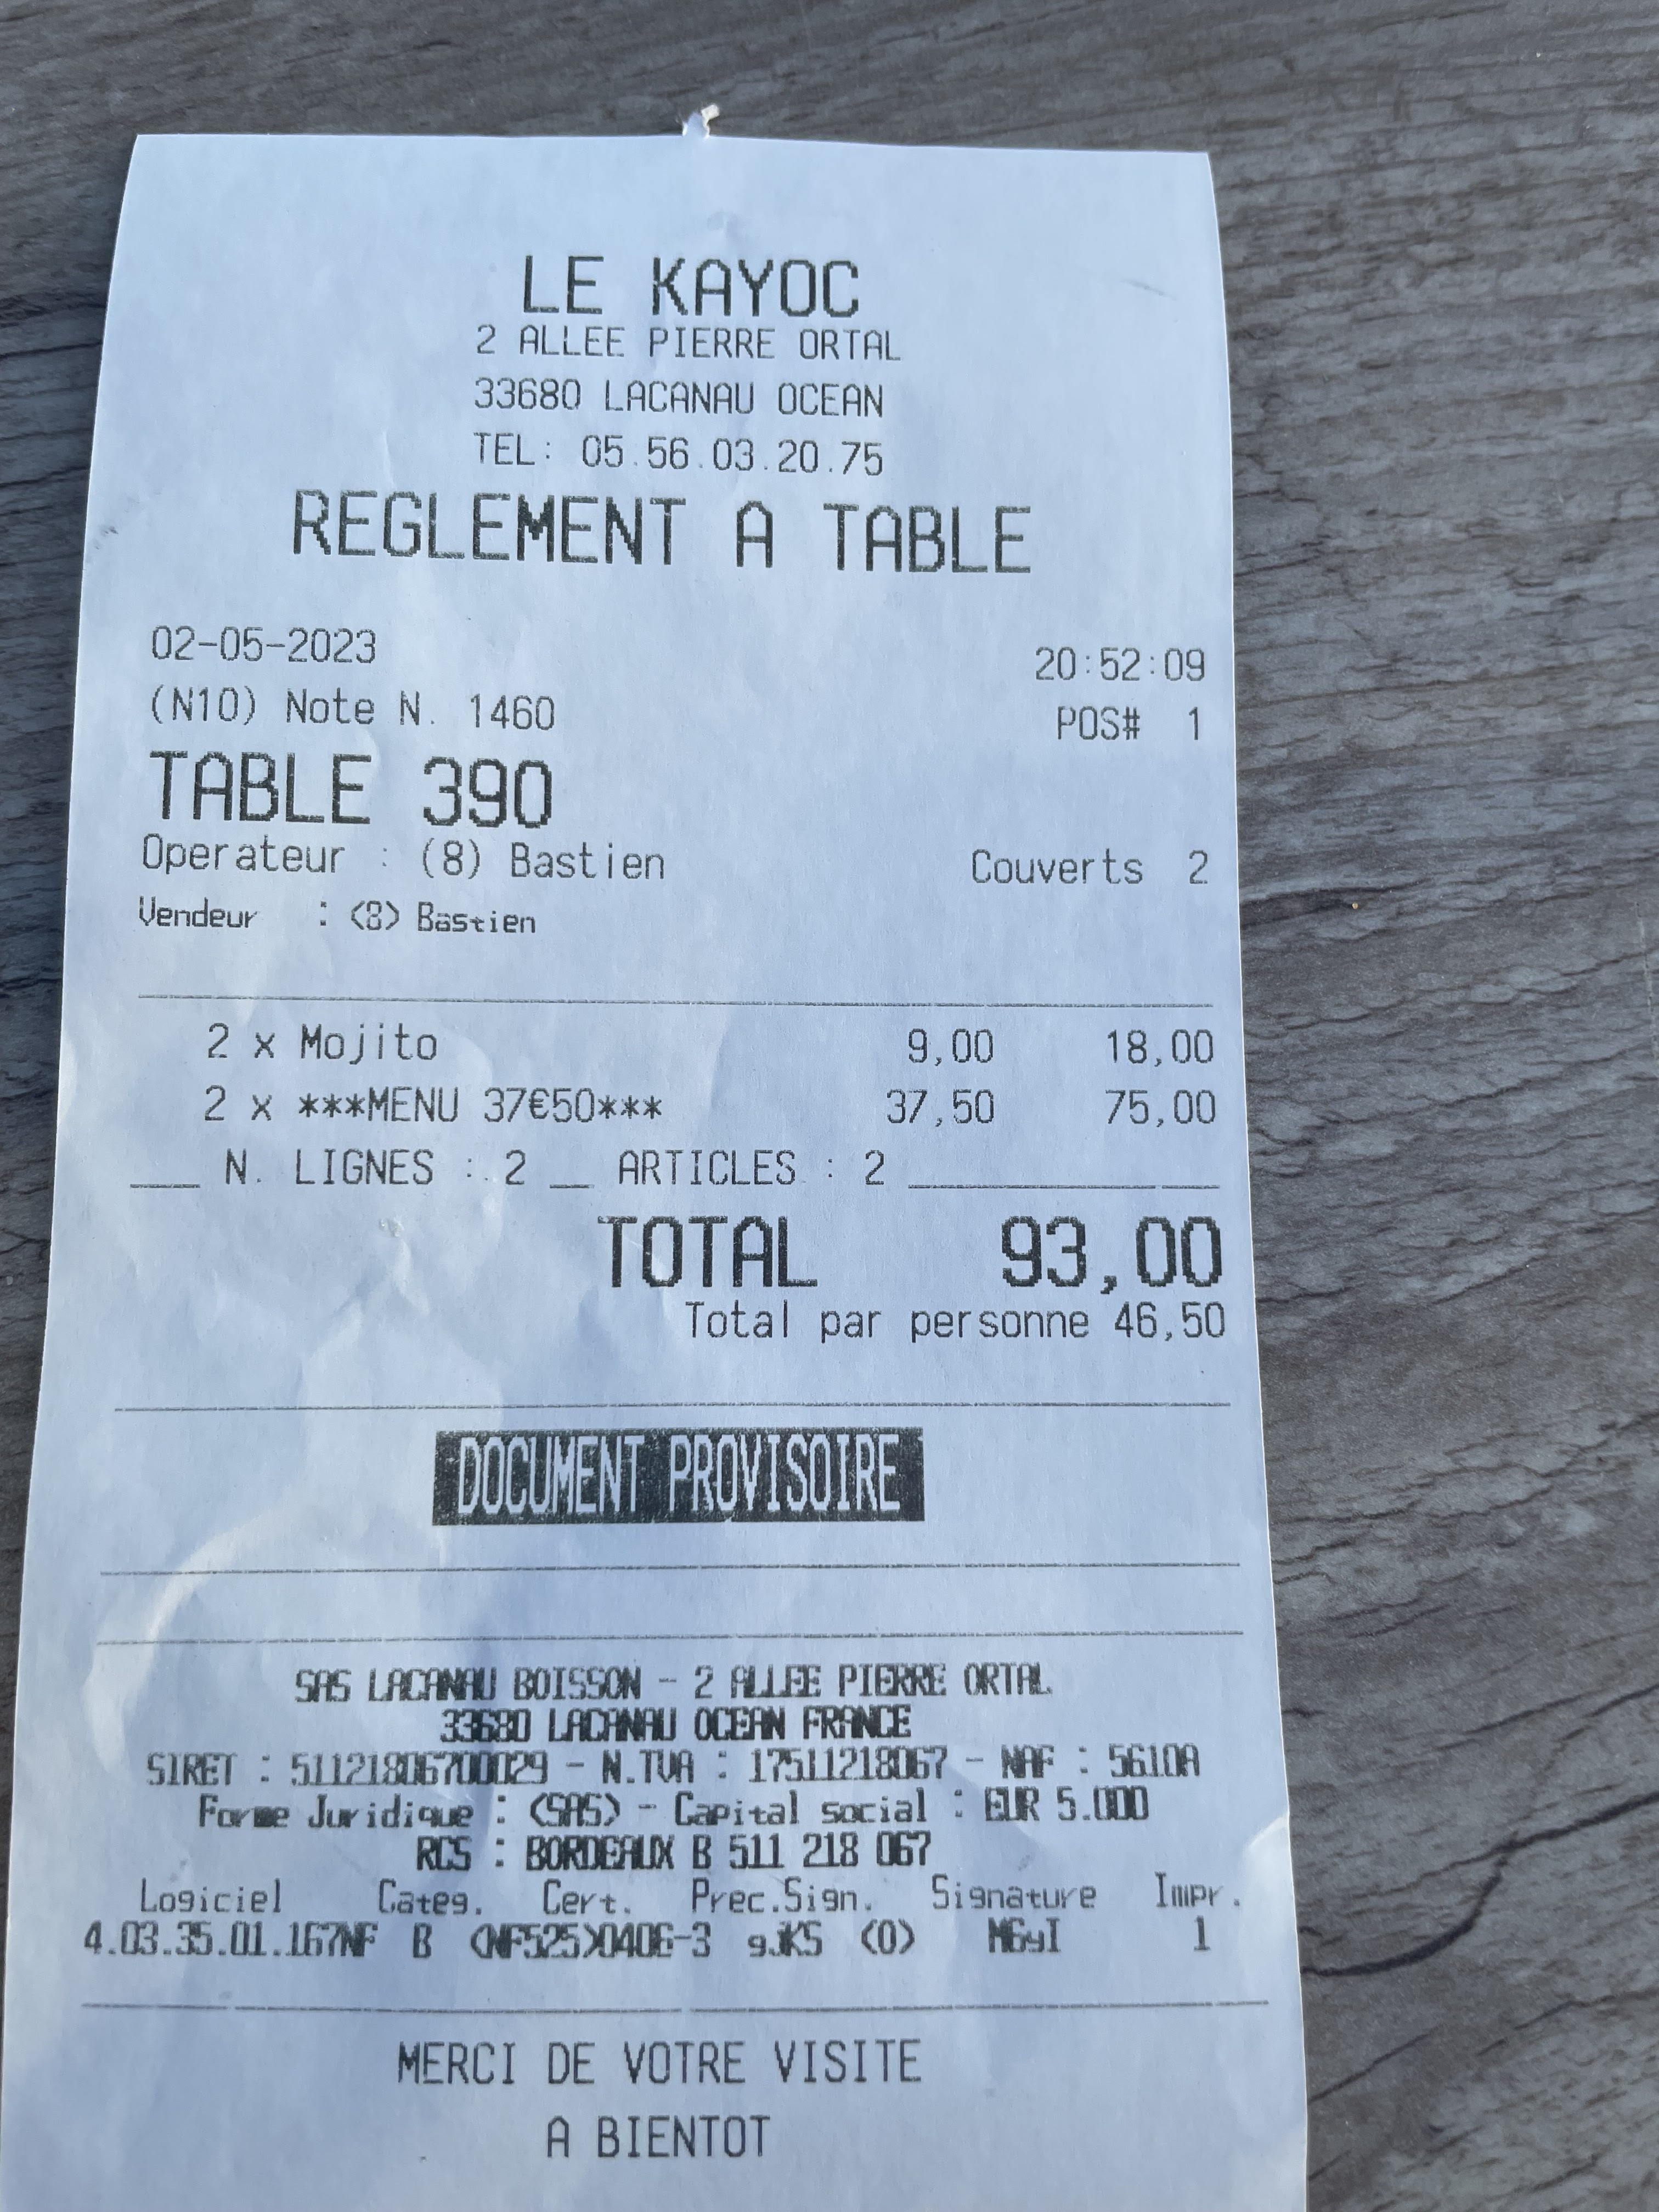 LE KAYOC
2 ALLEE PIERRE ORTAL
33680 LACANAU OCEAN
TEL: 05.56.03.20.75
REGLEMENT A TABLE
02-05-2023 20:52:09
(N10) Note N. 1460 POS# 1
TABLE 390
Operateur : (8) Bastien Couverts 2
Vendeur : (8) Bastien
2 x Mojito 9,00 18,00
2 x ***MENU 37€50*** 37,50 75,00
___ N. LIGNES : 2 __ ARTICLES : 2 ______________
TOTAL 93,00
Total par personne 46,50
DOCUMENT PROVISOIRE
SAS LACANAU BOISSON - 2 ALLEE PIERRE ORTAL
33680 LACANAU OCEAN FRANCE
SIRET : 51121806700029 - N.TVA : 17511218067 - NAF : 5610A
Forme Juridique : (SAS) - Capital social : EUR 5.000
RCS : BORDEAUX B 511 218 067
Logiciel Categ. Cert. Prec.Sign. Signature Impr.
4.03.35.01.167NF B (NF525)0406-3 gJKS (0) M6yI 1
MERCI DE VOTRE VISITE
A BIENTOT